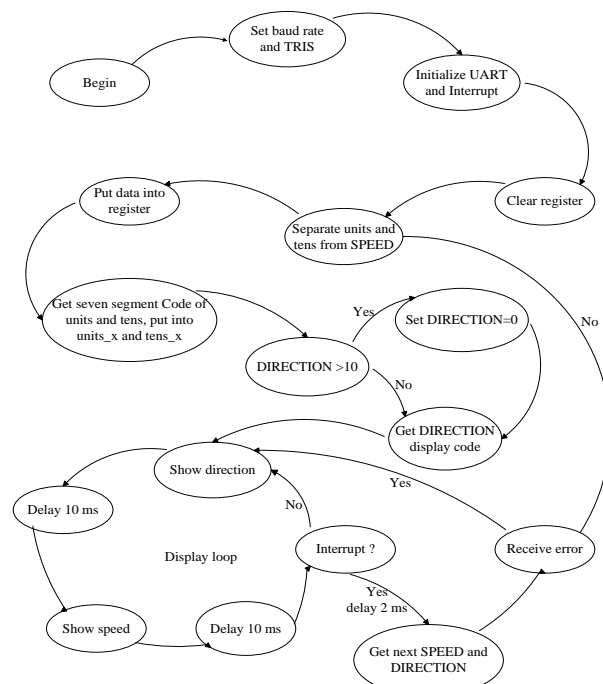 Set baud rate
and TRIS
Begin
Initialize UART
and Interrupt
Put data into
register
Clear register
Separate units and
tens from SPEED
Get seven segment Code of
units and tens, put into
units_x and tens_x
Yes
Set DIRECTION=0
No
DIRECTION >10
No
Get DIRECTION
display code
Show direction
Yes
No
Delay 10 ms
Display loop
Interrupt ?
Receive error
Yes
delay 2 ms
Show speed
Delay 10 ms
Get next SPEED and
DIRECTION